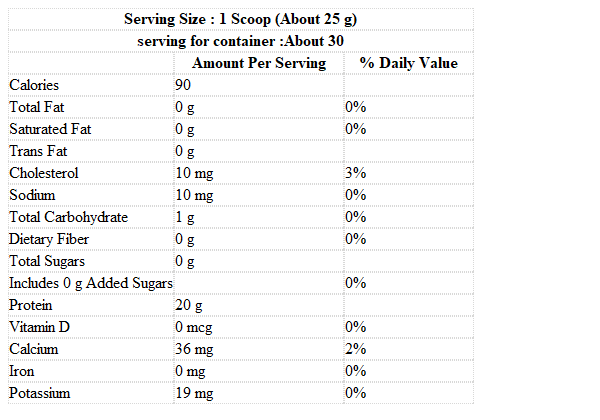 Serving Size : 1 Scoop (About 25 g)
serving for container :About 30
Amount Per Serving % Daily Value
Calories 90
Total Fat 0 g 0%
Saturated Fat 0 g 0%
Trans Fat 0 g
Cholesterol 10 mg 3%
Sodium 10 mg 0%
Total Carbohydrate 1 g 0%
Dietary Fiber 0 g 0%
Total Sugars 0 g
Includes 0 g Added Sugars 0%
Protein 20 g
Vitamin D 0 mcg 0%
Calcium 36 mg 2%
Iron 0 mg 0%
Potassium 19 mg 0%